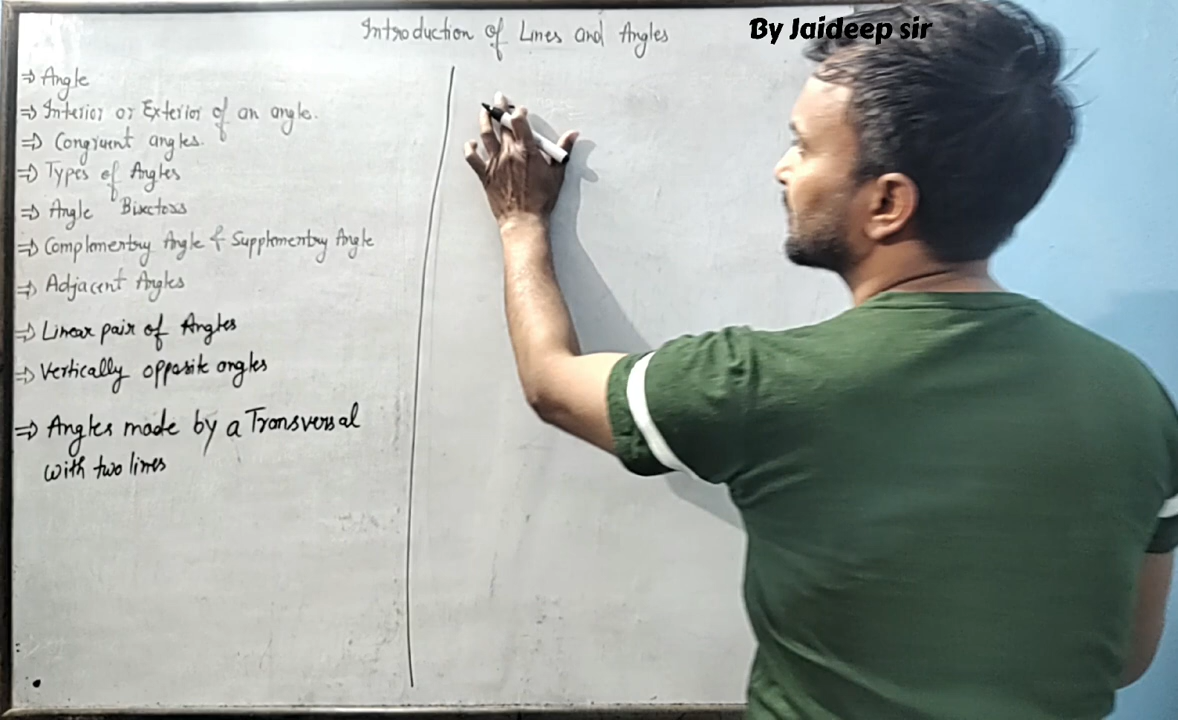 Introduction of Lines and Angles
By Jaideep sir
⇒ Angle
⇒ Interior or Exterior of an angle.
⇒ Congruent angles.
⇒ Types of Angles
⇒ Angle Bisectors
⇒ Complementry Angle & Supplementry Angle
⇒ Adjacent Angles
⇒ Linear pair of Angles
⇒ Vertically opposite angles
⇒ Angles made by a Transversal
with two lines